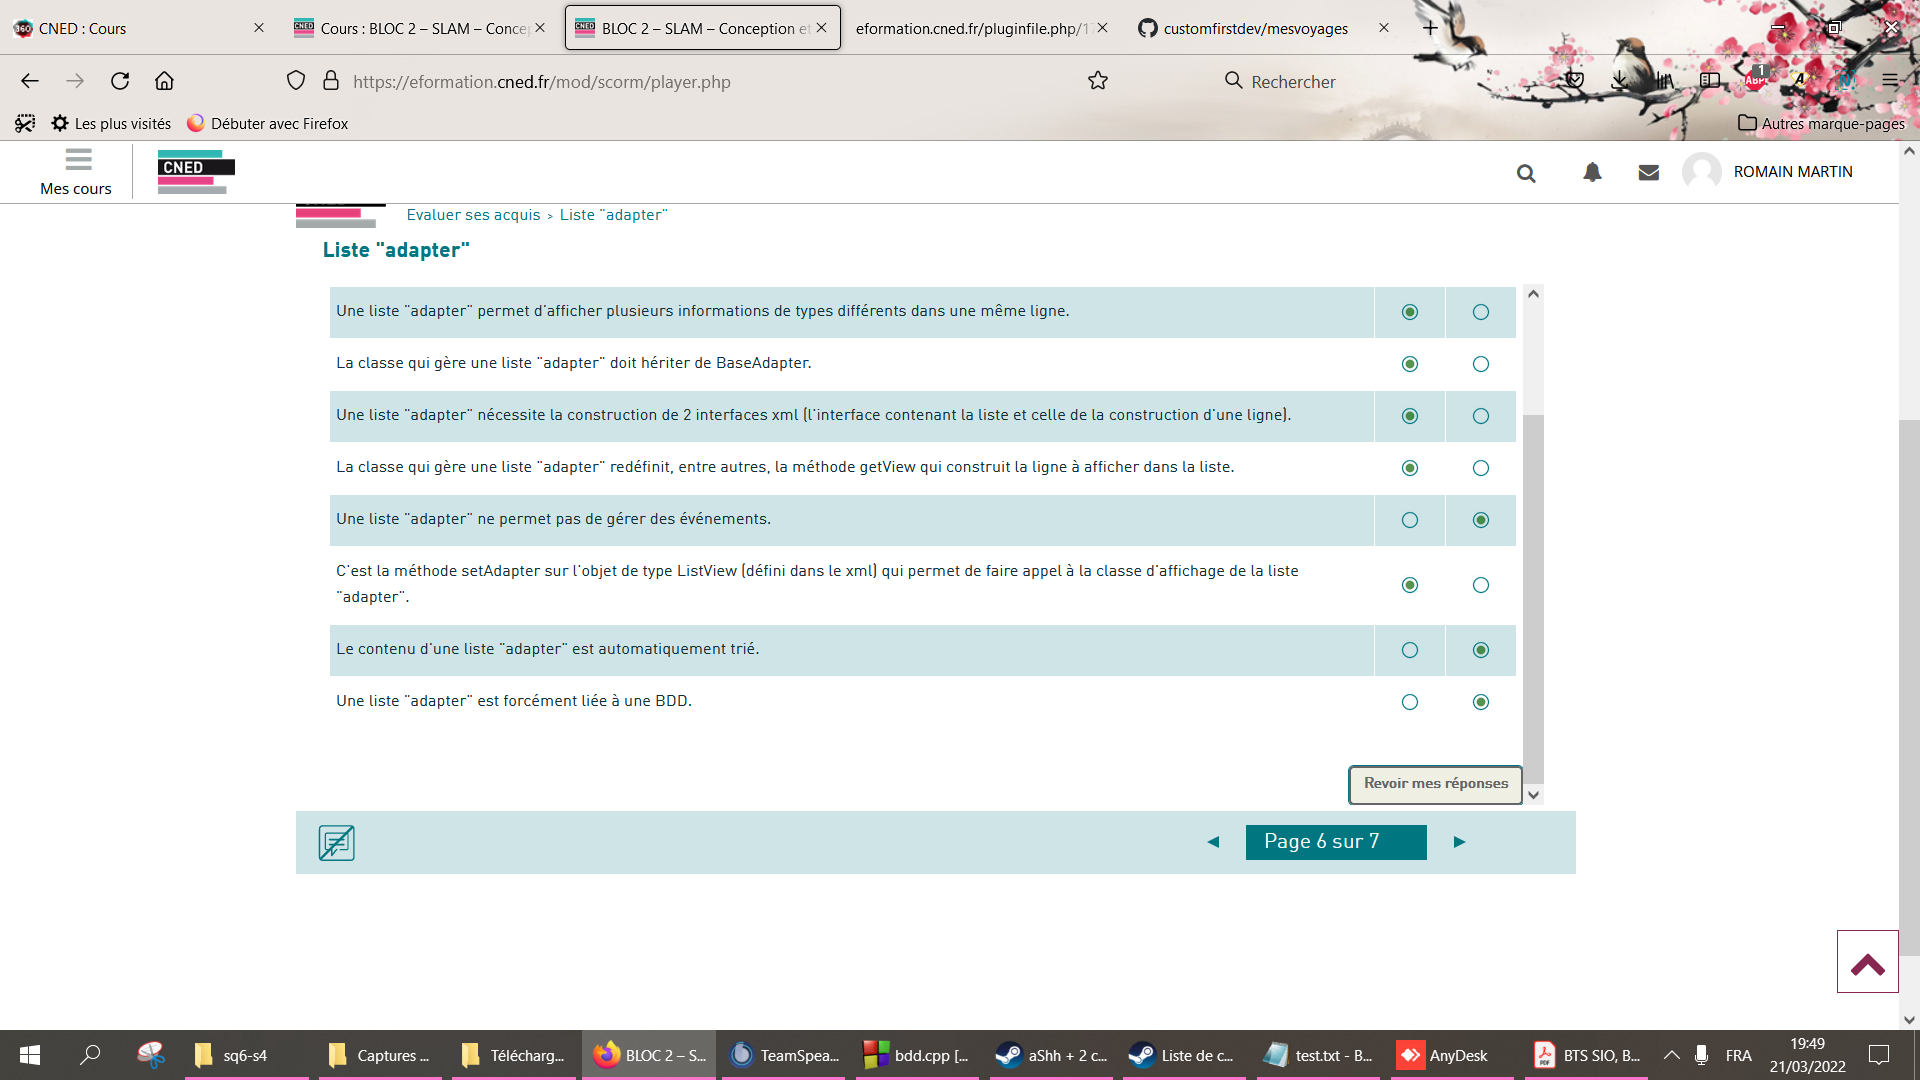 CNED : Cours
Cours : BLOC 2 – SLAM – Conce
BLOC 2 – SLAM – Conception et
eformation.cned.fr/pluginfile.php/1
customfirstdev/mesvoyages
https://eformation.cned.fr/mod/scorm/player.php
Rechercher
1
ABP
Les plus visités
Débuter avec Firefox
Autres marque-pages
Mes cours
CNED
ROMAIN MARTIN
Evaluer ses acquis > Liste "adapter"
Liste "adapter"
Une liste "adapter" permet d'afficher plusieurs informations de types différents dans une même ligne.
La classe qui gère une liste "adapter" doit hériter de BaseAdapter.
Une liste "adapter" nécessite la construction de 2 interfaces xml (l'interface contenant la liste et celle de la construction d'une ligne).
La classe qui gère une liste "adapter" redéfinit, entre autres, la méthode getView qui construit la ligne à afficher dans la liste.
Une liste "adapter" ne permet pas de gérer des événements.
C'est la méthode setAdapter sur l'objet de type ListView (défini dans le xml) qui permet de faire appel à la classe d'affichage de la liste
"adapter".
Le contenu d'une liste "adapter" est automatiquement trié.
Une liste "adapter" est forcément liée à une BDD.
Revoir mes réponses
Page 6 sur 7
sq6-s4
Captures ...
Télécharg...
BLOC 2 – S...
TeamSpea...
bdd.cpp [...
aShh + 2 c...
Liste de c...
test.txt - B...
AnyDesk
BTS SIO, B...
FRA
19:49
21/03/2022